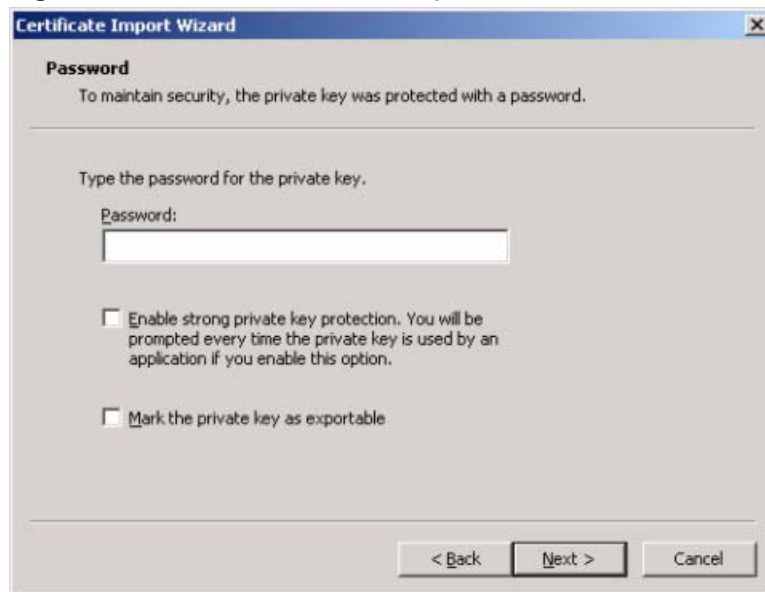 Certificate Import Wizard
Password
To maintain security, the private key was protected with a password.
Type the password for the private key.
Password:
Enable strong private key protection. You will be
prompted every time the private key is used by an
application if you enable this option.
Mark the private key as exportable
< Back Next > Cancel